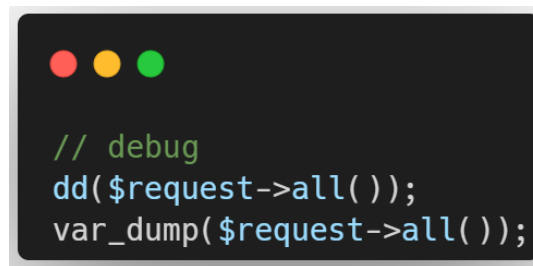 // debug
dd($request->all());
var_dump($request->all());